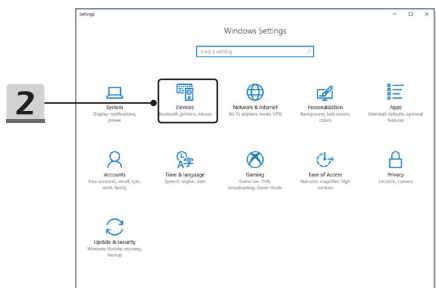 Settings
Windows Settings
Find a setting
2
System
Display, notifications,
power
Devices
Bluetooth, printers, mouse
Network & Internet
Wi-Fi, airplane mode, VPN
Personalization
Background, lock screen,
colors
Apps
Uninstall, defaults, optional
features
Accounts
Your accounts, email, sync,
work, family
Time & language
Speech, region, date
Gaming
Game bar, DVR,
broadcasting, Game Mode
Ease of Access
Narrator, magnifier, high
contrast
Privacy
Location, camera
Update & security
Windows Update, recovery,
backup